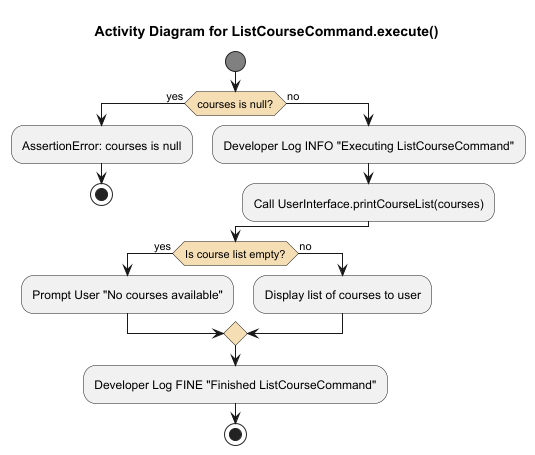 Activity Diagram for ListCourseCommand.execute()
yes
courses is null?
no
AssertionError: courses is null
Developer Log INFO "Executing ListCourseCommand"
Call UserInterface.printCourseList(courses)
yes
Is course list empty?
no
Prompt User "No courses available"
Display list of courses to user
Developer Log FINE "Finished ListCourseCommand"